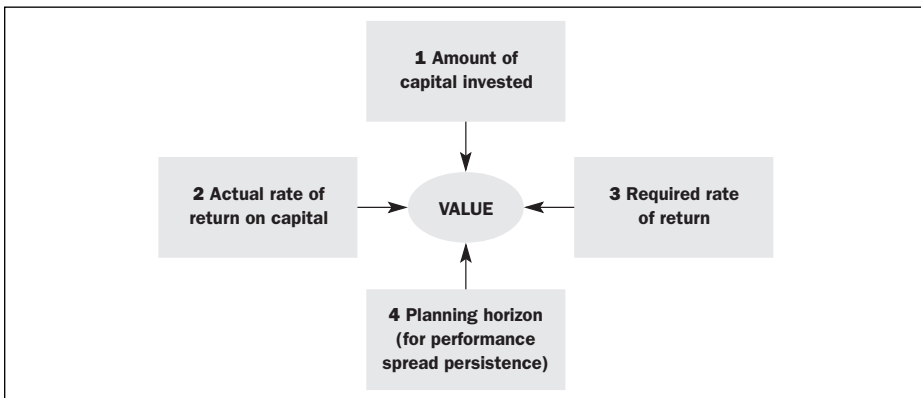 1 Amount of
capital invested
2 Actual rate of
return on capital
VALUE
3 Required rate
of return
4 Planning horizon
(for performance
spread persistence)